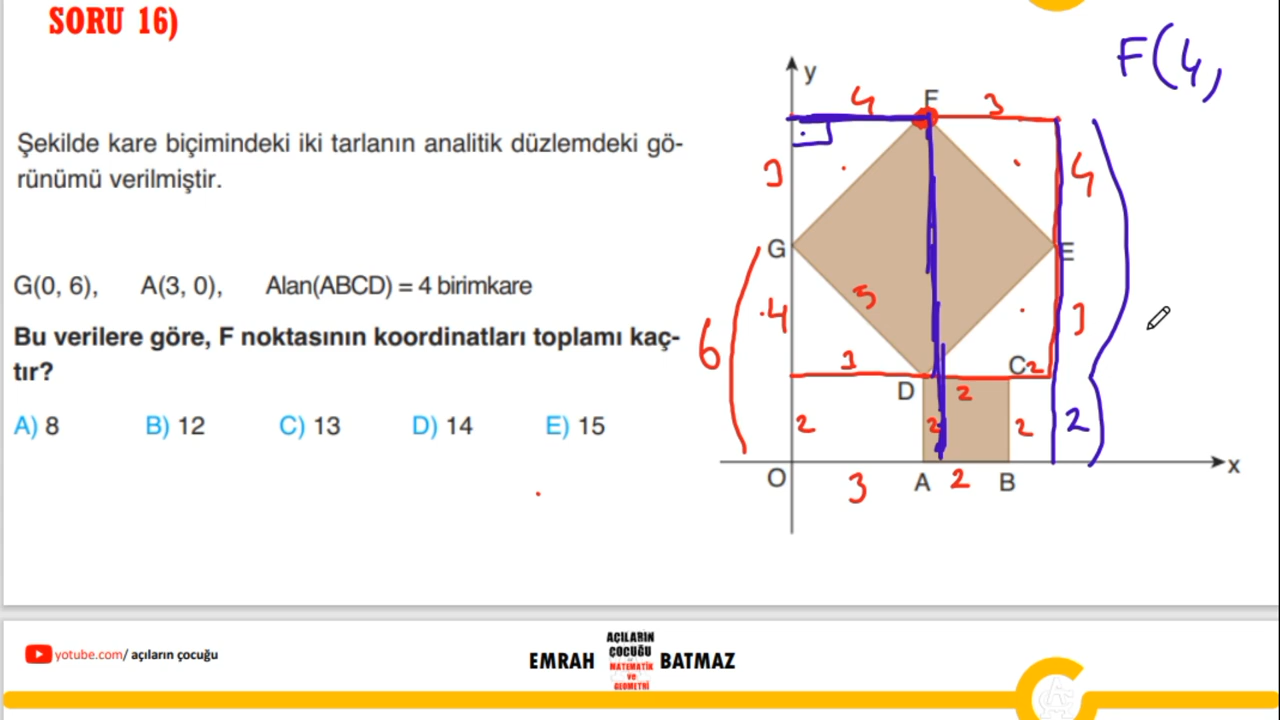 SORU 16)
F(4,
Şekilde kare biçimindeki iki tarlanın analitik düzlemdeki gö-
rünümü verilmiştir.
G(0, 6), A(3, 0), Alan(ABCD) = 4 birimkare
Bu verilere göre, F noktasının koordinatları toplamı kaç-
tır?
A) 8 B) 12 C) 13 D) 14 E) 15
y
4 F 3
3 4
G E
6 4 5 3
3 C 2
D 2
2 2 2 2
x
O 3 A 2 B
yotube.com/ açıların çocuğu
EMRAH
AÇILARIN
ÇOCUĞU
MATEMATİK
ve
GEOMETRİ
BATMAZ